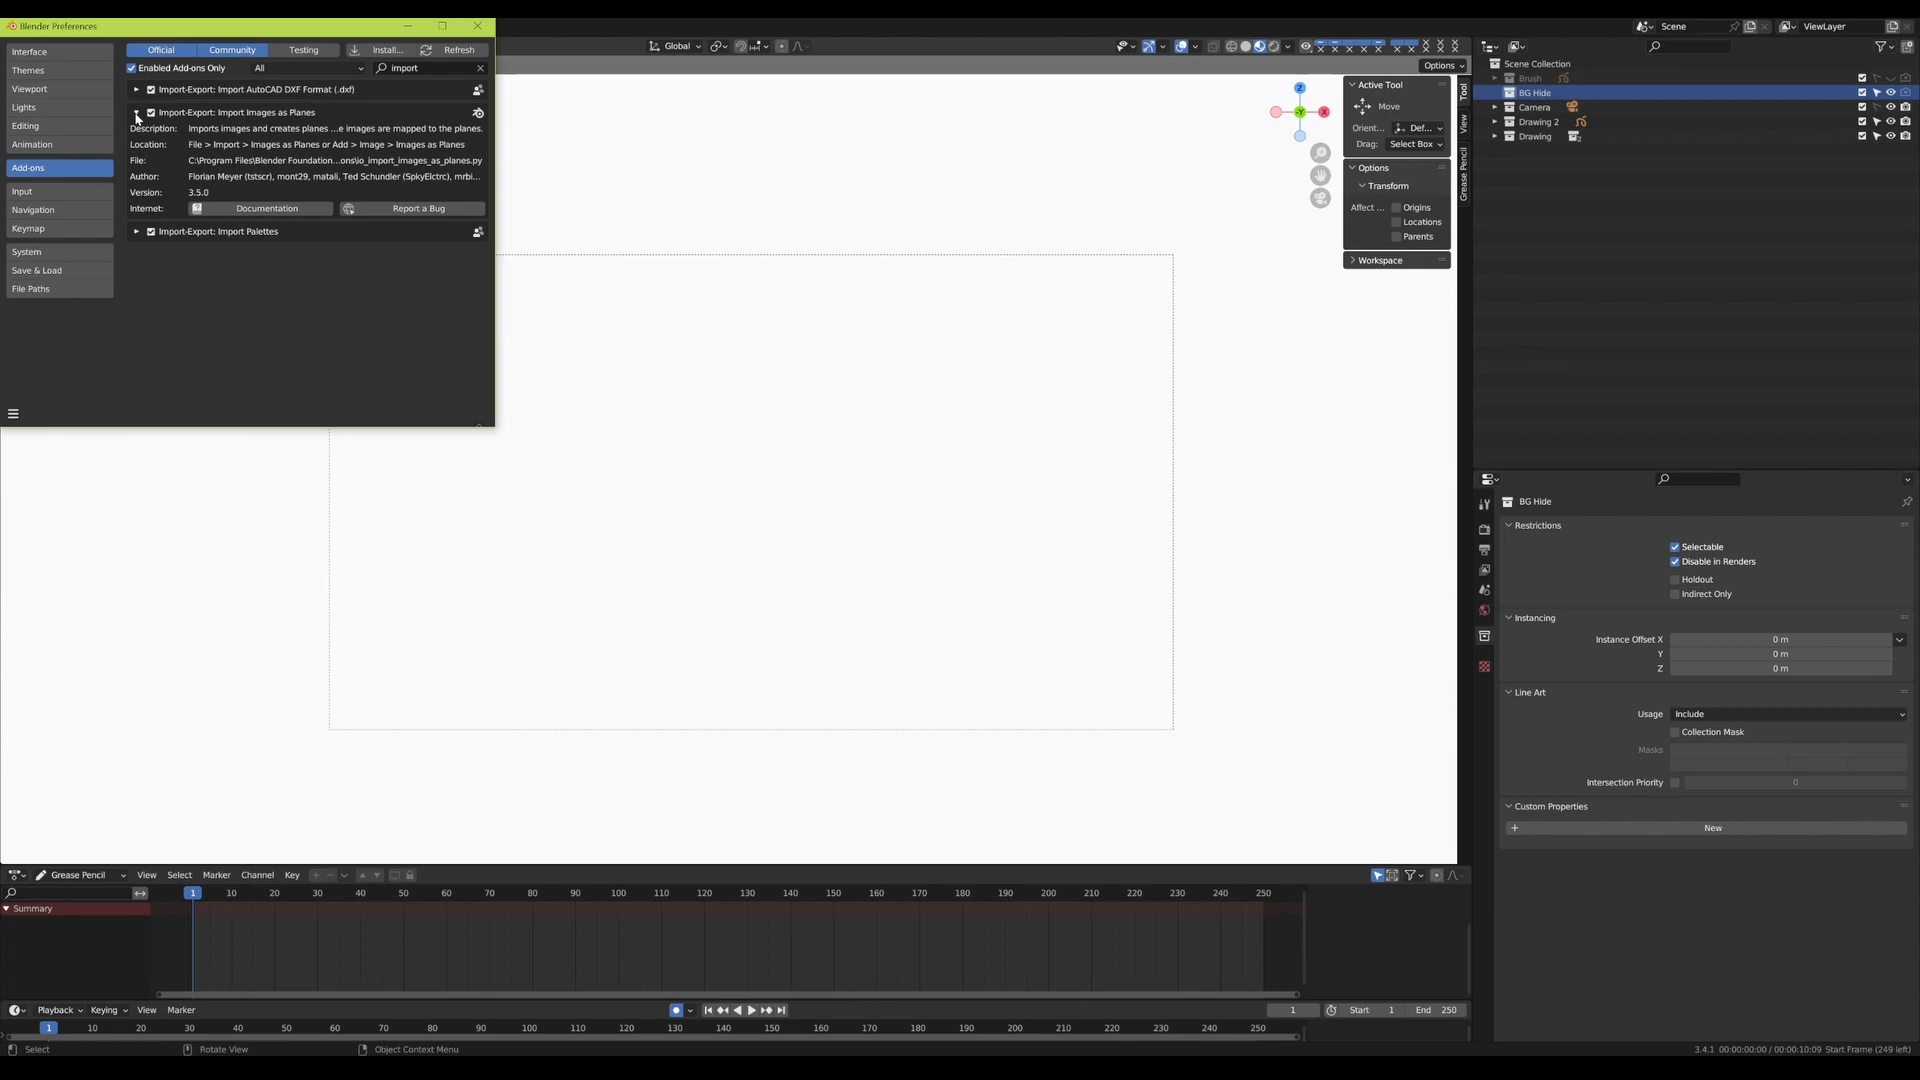 Blender Preferences
Interface
Themes
Viewport
Lights
Editing
Animation
Add-ons
Input
Navigation
Keymap
System
Save & Load
File Paths
Official Community Testing Install... Refresh
Enabled Add-ons Only All import
Import-Export: Import AutoCAD DXF Format (.dxf)
Import-Export: Import Images as Planes
Description: Imports images and creates planes ...e images are mapped to the planes.
Location: File > Import > Images as Planes or Add > Image > Images as Planes
File: C:\Program Files\Blender Foundation...ons\io_import_images_as_planes.py
Author: Florian Meyer (tstscr), mont29, matali, Ted Schundler (SpkyElctrc), mrbi...
Version: 3.5.0
Internet: Documentation Report a Bug
Import-Export: Import Palettes
Global
Options
Z
-Y
X
Active Tool
Move
Orient... Def...
Drag: Select Box
Options
Transform
Affect ... Origins
Locations
Parents
Workspace
Tool
View
Grease Pencil
Scene ViewLayer
Scene Collection
Brush
BG Hide
Camera
Drawing 2
Drawing 2
BG Hide
Restrictions
Selectable
Disable in Renders
Holdout
Indirect Only
Instancing
Instance Offset X 0 m
Y 0 m
Z 0 m
Line Art
Usage Include
Collection Mask
Masks
Intersection Priority 0
Custom Properties
New
Grease Pencil View Select Marker Channel Key
1 10 20 30 40 50 60 70 80 90 100 110 120 130 140 150 160 170 180 190 200 210 220 230 240 250
Summary
Playback Keying View Marker 1 Start 1 End 250
1 10 20 30 40 50 60 70 80 90 100 110 120 130 140 150 160 170 180 190 200 210 220 230 240 250
Select Rotate View Object Context Menu 3.4.1 00:00:00:00 / 00:00:10:09 Start Frame (249 left)